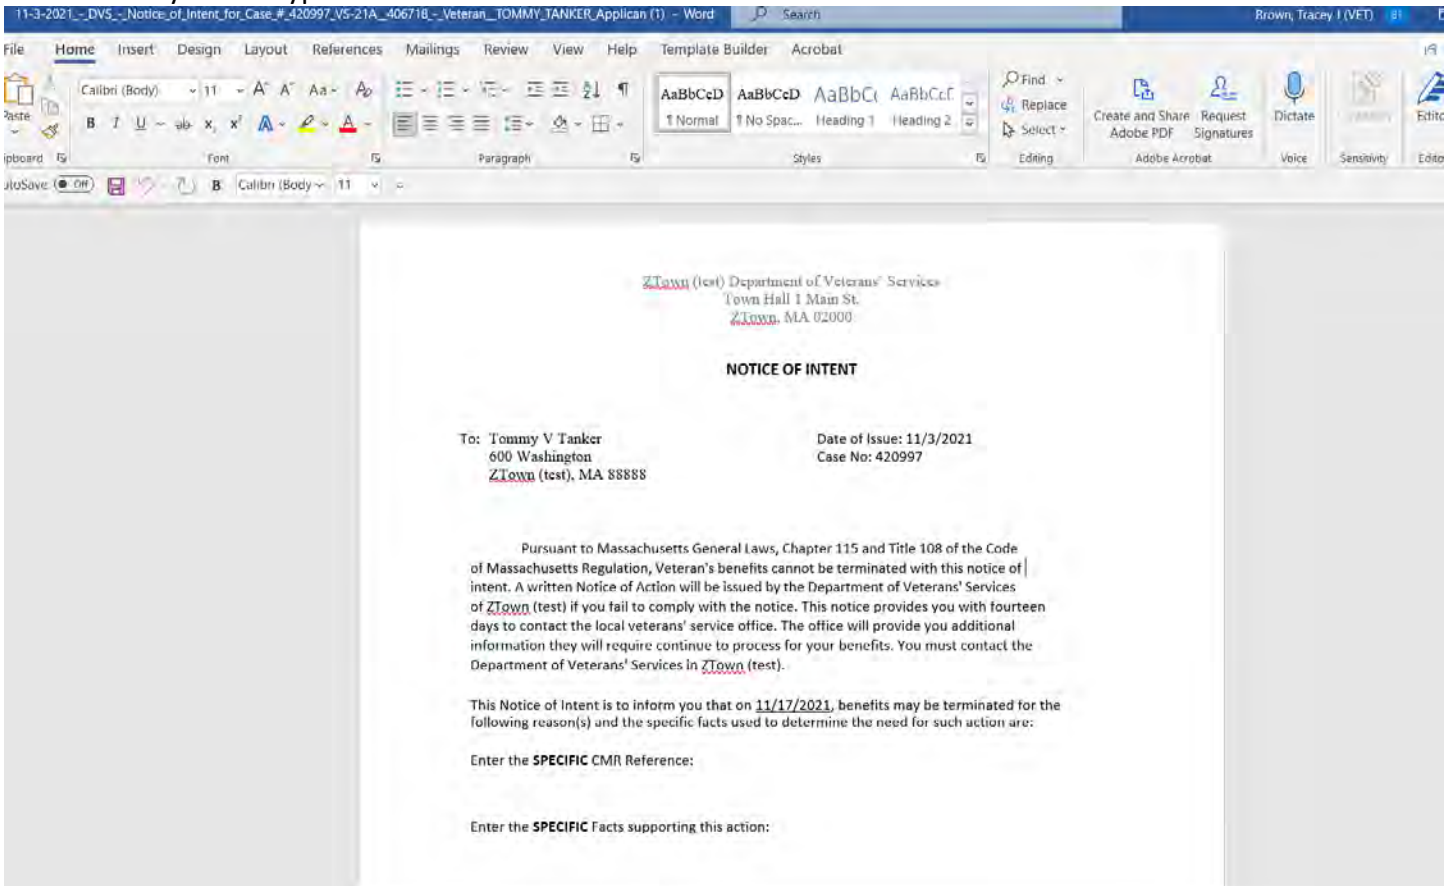 11-3-2021_-_DVS_-_Notice_of_Intent_for_Case_#_420997_VS-21A__406718_-_Veteran__TOMMY_TANKER_Applican (1) - Word Search Brown, Tracey J (VET)
File Home Insert Design Layout References Mailings Review View Help Template Builder Acrobat
Calibri (Body) 11 A A Aa
AaBbCcD AaBbCcD AaBbC AaBbCcC
Find
Replace
Select
Paste
B I U ab x x A A
¶ Normal ¶ No Spac... Heading 1 Heading 2
Create and Share Adobe PDF
Request Signatures
Dictate
Font Paragraph Styles Editing Adobe Acrobat Voice Sensitivity
Off B Calibri (Body 11
ZTown (test) Department of Veterans' Services
Town Hall 1 Main St.
ZTown, MA 02000
NOTICE OF INTENT
To: Tommy V Tanker
600 Washington
ZTown (test), MA 88888
Date of Issue: 11/3/2021
Case No: 420997
Pursuant to Massachusetts General Laws, Chapter 115 and Title 108 of the Code
of Massachusetts Regulation, Veteran's benefits cannot be terminated with this notice of
intent. A written Notice of Action will be issued by the Department of Veterans' Services
of ZTown (test) if you fail to comply with the notice. This notice provides you with fourteen
days to contact the local veterans' service office. The office will provide you additional
information they will require continue to process for your benefits. You must contact the
Department of Veterans' Services in ZTown (test).
This Notice of Intent is to inform you that on 11/17/2021, benefits may be terminated for the
following reason(s) and the specific facts used to determine the need for such action are:
Enter the SPECIFIC CMR Reference:
Enter the SPECIFIC Facts supporting this action: